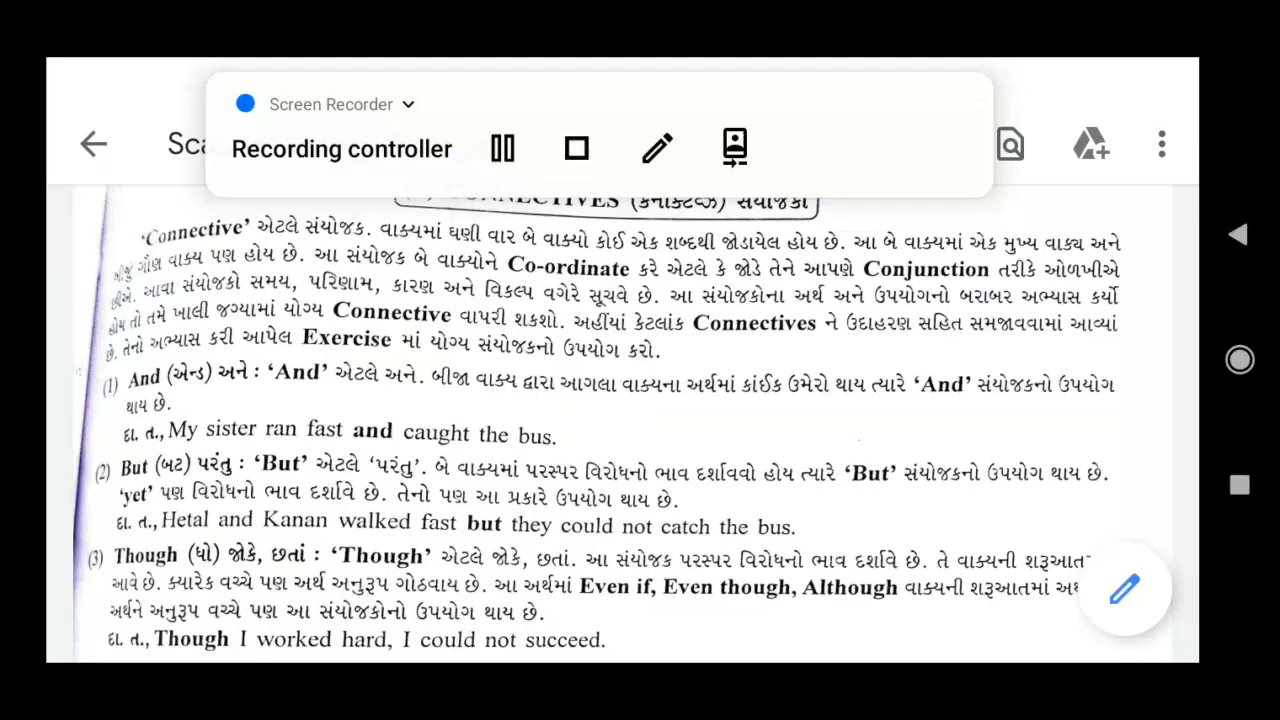 Screen Recorder
Recording controller
Sca
CONNECTIVES (કનેક્ટિવ્ઝ) સંયોજકો
'Connective' એટલે સંયોજક. વાક્યમાં ઘણી વાર બે વાક્યો કોઈ એક શબ્દથી જોડાયેલ હોય છે. આ બે વાક્યમાં એક મુખ્ય વાક્ય અને
બીજું ગૌણ વાક્ય પણ હોય છે. આ સંયોજક બે વાક્યોને Co-ordinate કરે એટલે કે જોડે તેને આપણે Conjunction તરીકે ઓળખીએ
છીએ. આવા સંયોજકો સમય, પરિણામ, કારણ અને વિકલ્પ વગેરે સૂચવે છે. આ સંયોજકોના અર્થ અને ઉપયોગનો બરાબર અભ્યાસ કર્યો
હોય તો તમે ખાલી જગ્યામાં યોગ્ય Connective વાપરી શકશો. અહીંયાં કેટલાંક Connectives ને ઉદાહરણ સહિત સમજાવવામાં આવ્યાં
છે. તેનો અભ્યાસ કરી આપેલ Exercise માં યોગ્ય સંયોજકનો ઉપયોગ કરો.
(1) And (એન્ડ) અને : 'And' એટલે અને. બીજા વાક્ય દ્વારા આગલા વાક્યના અર્થમાં કાંઈક ઉમેરો થાય ત્યારે 'And' સંયોજકનો ઉપયોગ
થાય છે.
દા. ત., My sister ran fast and caught the bus.
(2) But (બટ) પરંતુ : 'But' એટલે 'પરંતુ'. બે વાક્યમાં પરસ્પર વિરોધનો ભાવ દર્શાવવો હોય ત્યારે 'But' સંયોજકનો ઉપયોગ થાય છે.
'yet' પણ વિરોધનો ભાવ દર્શાવે છે. તેનો પણ આ પ્રકારે ઉપયોગ થાય છે.
દા. ત., Hetal and Kanan walked fast but they could not catch the bus.
(3) Though (ધો) જોકે, છતાં : 'Though' એટલે જોકે, છતાં. આ સંયોજક પરસ્પર વિરોધનો ભાવ દર્શાવે છે. તે વાક્યની શરૂઆત
આવે છે. ક્યારેક વચ્ચે પણ અર્થ અનુરૂપ ગોઠવાય છે. આ અર્થમાં Even if, Even though, Although વાક્યની શરૂઆતમાં અથ
અર્થને અનુરૂપ વચ્ચે પણ આ સંયોજકોનો ઉપયોગ થાય છે.
દા. ત., Though I worked hard, I could not succeed.